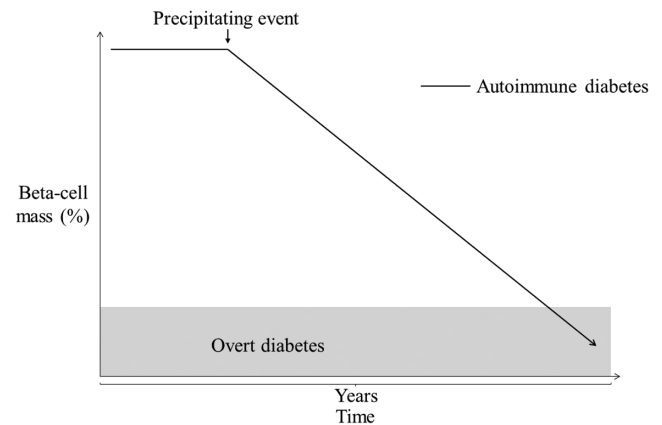 Precipitating event
Autoimmune diabetes
Beta-cell
mass (%)
Overt diabetes
Years
Time